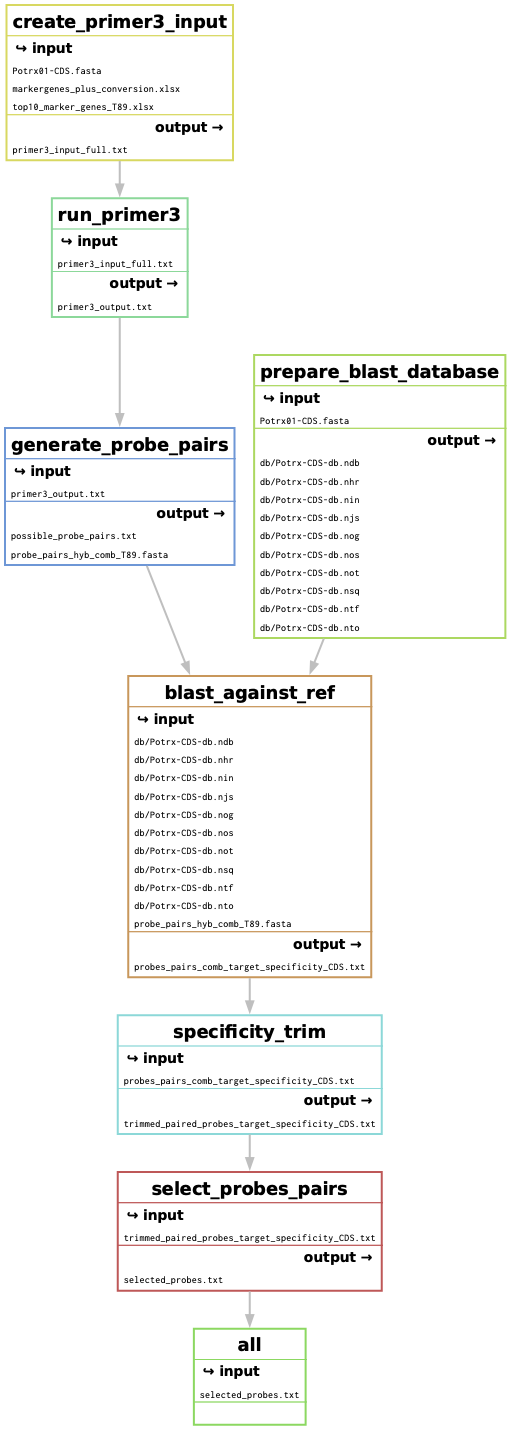 create_primer3_input
↪ input
Potrx01-CDS.fasta
markergenes_plus_conversion.xlsx
top10_marker_genes_T89.xlsx
output →
primer3_input_full.txt
run_primer3
↪ input
primer3_input_full.txt
output →
primer3_output.txt
prepare_blast_database
↪ input
Potrx01-CDS.fasta
output →
db/Potrx-CDS-db.ndb
db/Potrx-CDS-db.nhr
db/Potrx-CDS-db.nin
db/Potrx-CDS-db.njs
db/Potrx-CDS-db.nog
db/Potrx-CDS-db.nos
db/Potrx-CDS-db.not
db/Potrx-CDS-db.nsq
db/Potrx-CDS-db.ntf
db/Potrx-CDS-db.nto
generate_probe_pairs
↪ input
primer3_output.txt
output →
possible_probe_pairs.txt
probe_pairs_hyb_comb_T89.fasta
blast_against_ref
↪ input
db/Potrx-CDS-db.ndb
db/Potrx-CDS-db.nhr
db/Potrx-CDS-db.nin
db/Potrx-CDS-db.njs
db/Potrx-CDS-db.nog
db/Potrx-CDS-db.nos
db/Potrx-CDS-db.not
db/Potrx-CDS-db.nsq
db/Potrx-CDS-db.ntf
db/Potrx-CDS-db.nto
probe_pairs_hyb_comb_T89.fasta
output →
probes_pairs_comb_target_specificity_CDS.txt
specificity_trim
↪ input
probes_pairs_comb_target_specificity_CDS.txt
output →
trimmed_paired_probes_target_specificity_CDS.txt
select_probes_pairs
↪ input
trimmed_paired_probes_target_specificity_CDS.txt
output →
selected_probes.txt
all
↪ input
selected_probes.txt